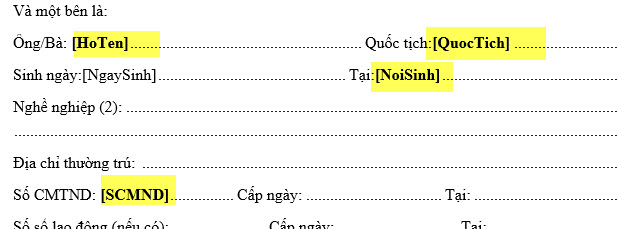 Và một bên là:
Ông/Bà: [HoTen].......................................................... Quốc tịch:[QuocTich] ..........................
Sinh ngày:[NgaySinh]................................................ Tại:[NoiSinh]..........................................
Nghề nghiệp (2): ...........................................................................................................................
.......................................................................................................................................................
Địa chỉ thường trú: .......................................................................................................................
Số CMTND: [SCMND]................ Cấp ngày: .................................. Tại: ....................................
Số sổ lao động (nếu có): ......................... Cấp ngày: .................................. Tại: